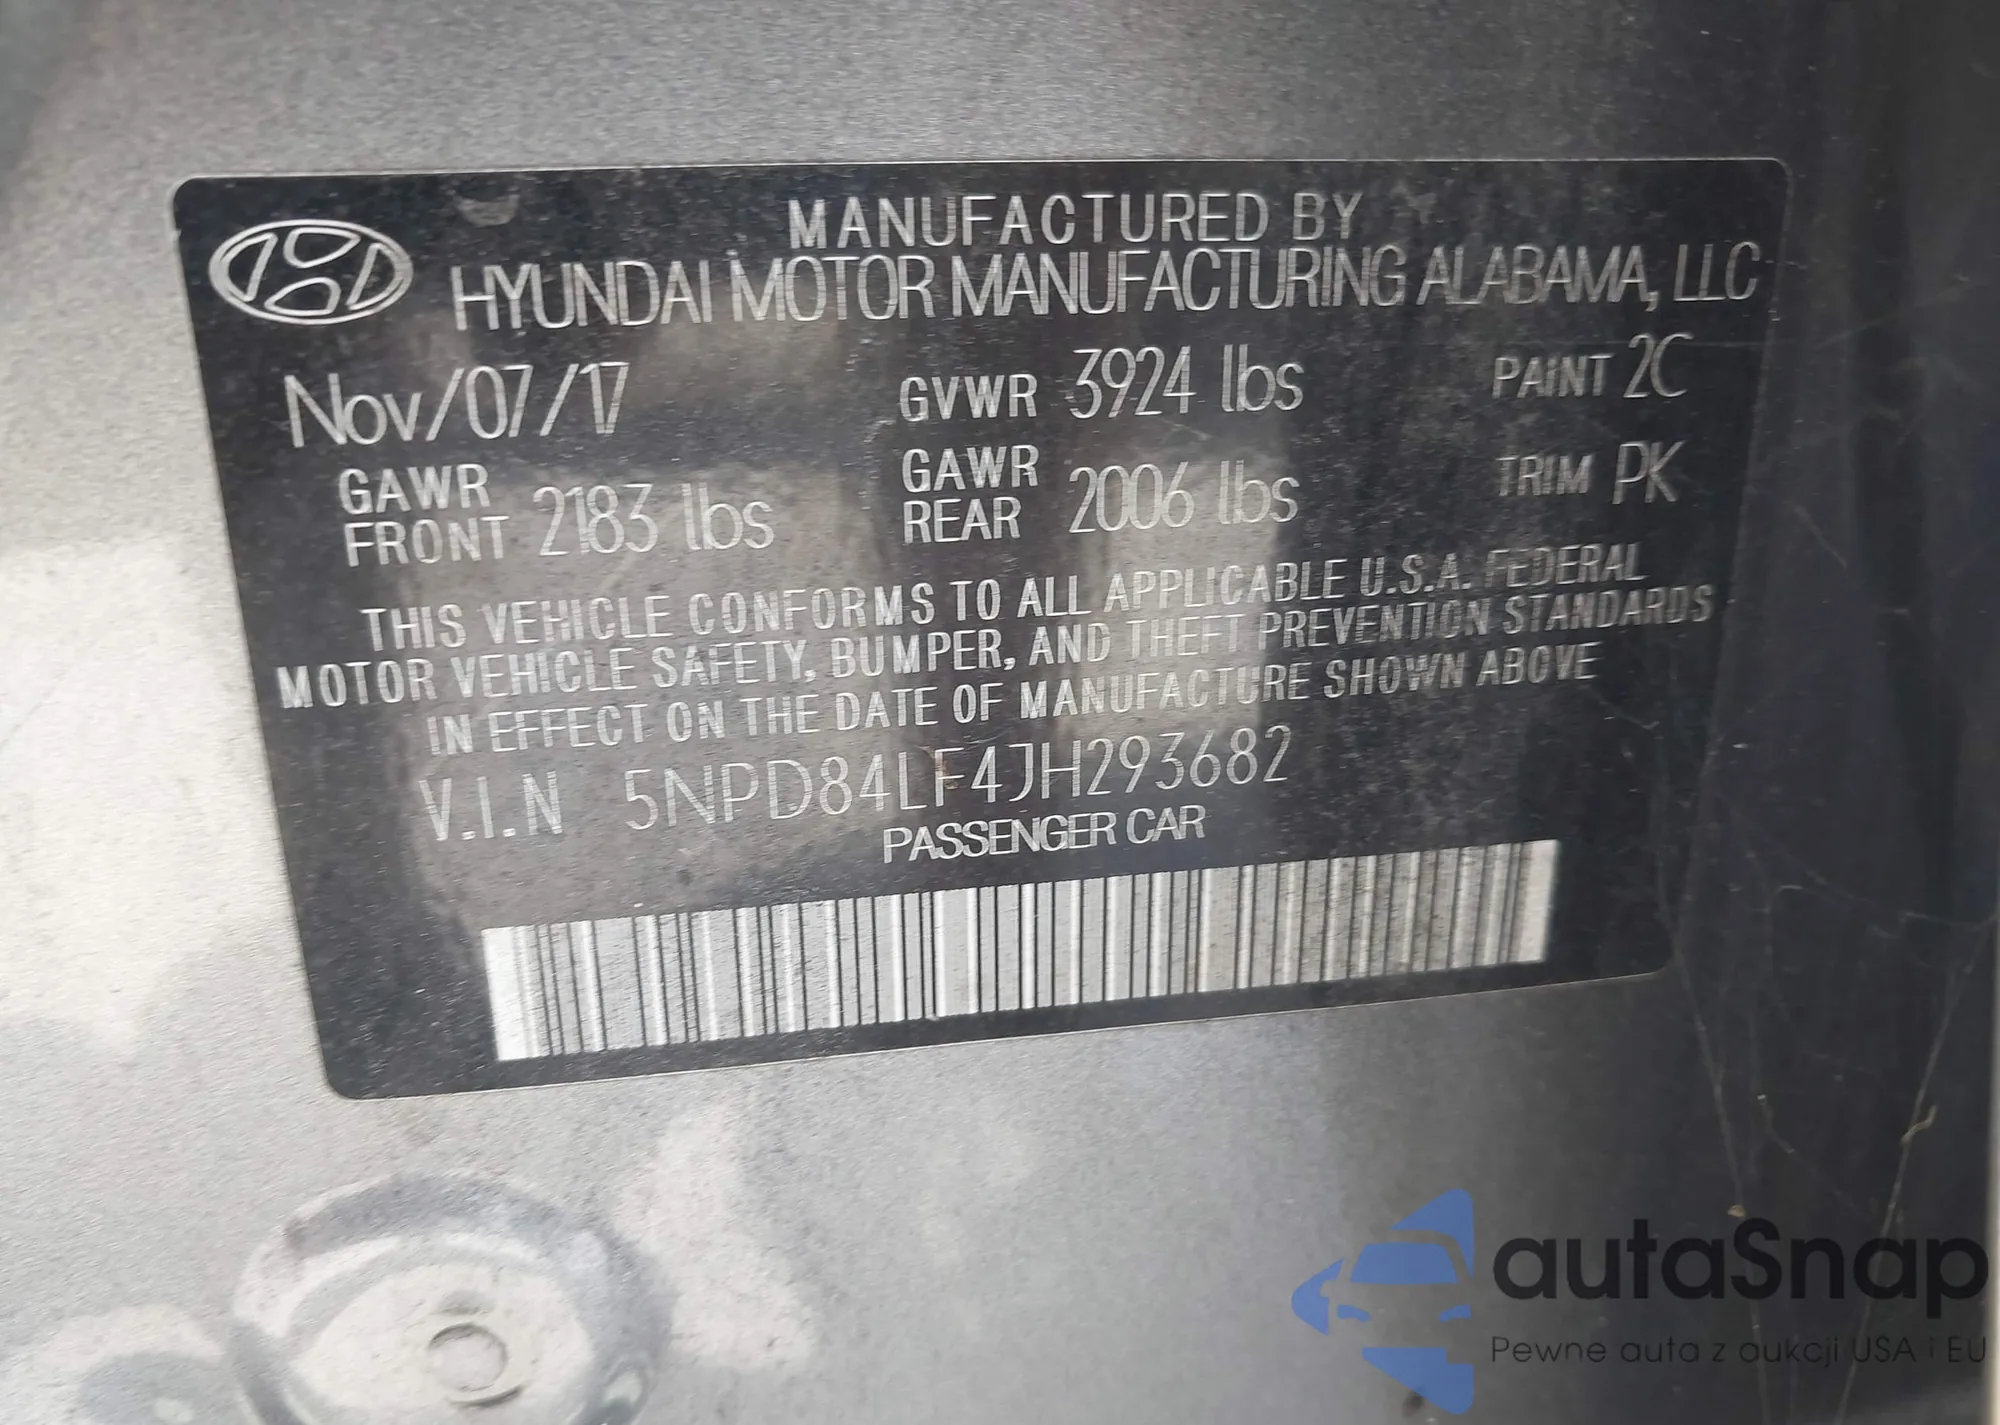 MANUFACTURED BY
HYUNDAI MOTOR MANUFACTURING ALABAMA, LLC
Nov/07/17 GVWR 3924 lbs PAINT 2C
GAWR FRONT 2183 lbs GAWR REAR 2006 lbs TRIM PK
THIS VEHICLE CONFORMS TO ALL APPLICABLE U.S.A. FEDERAL
MOTOR VEHICLE SAFETY, BUMPER, AND THEFT PREVENTION STANDARDS
IN EFFECT ON THE DATE OF MANUFACTURE SHOWN ABOVE
V.I.N 5NPD84LF4JH293682
PASSENGER CAR
autaSnap
Pewne auta z aukcji USA i EU